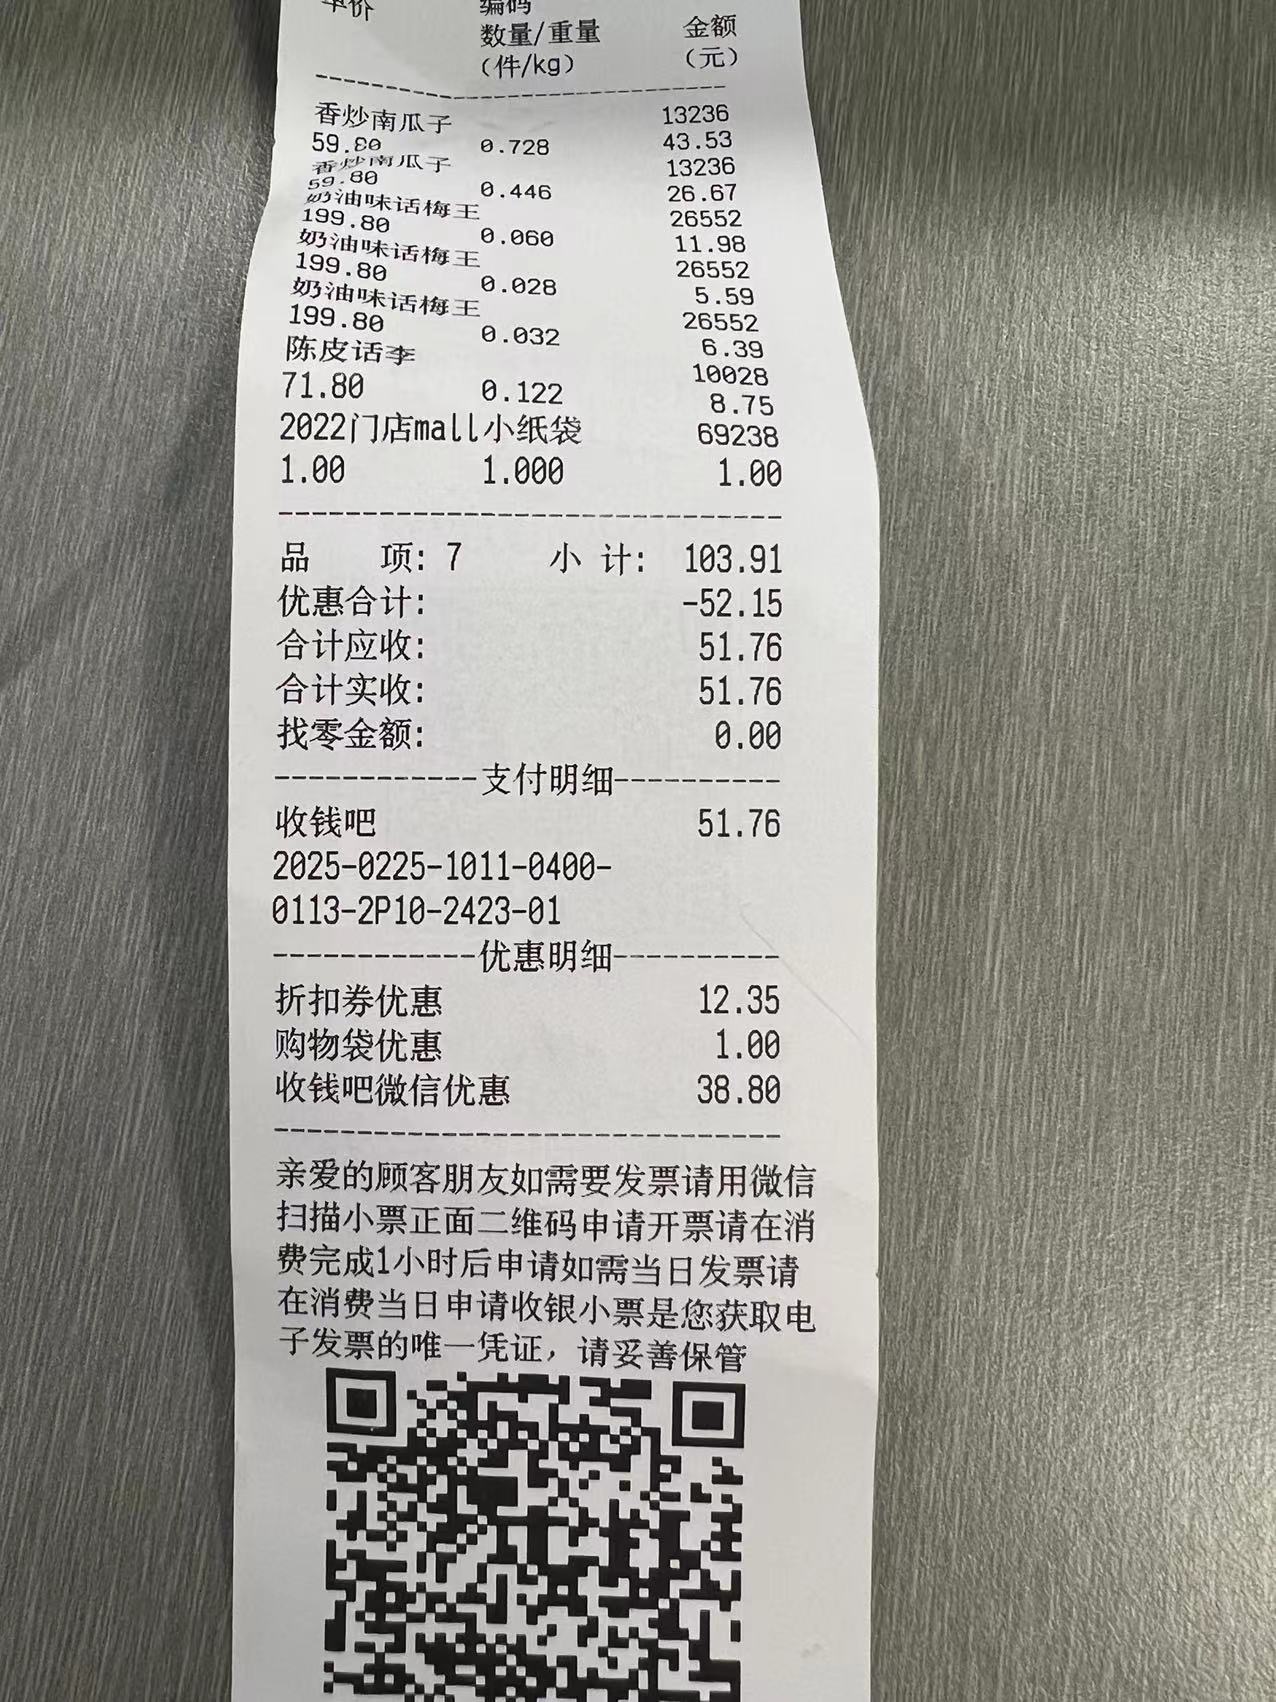 单价 编码
数量/重量 金额
(件/kg) (元)
香炒南瓜子 13236
59.80 0.728 43.53
香炒南瓜子 13236
59.80 0.446 26.67
奶油味话梅王 26552
199.80 0.060 11.98
奶油味话梅王 26552
199.80 0.028 5.59
奶油味话梅王 26552
199.80 0.032 6.39
陈皮话李 10028
71.80 0.122 8.75
2022门店mall小纸袋 69238
1.00 1.000 1.00
品 项: 7 小 计: 103.91
优惠合计: -52.15
合计应收: 51.76
合计实收: 51.76
找零金额: 0.00
------------支付明细----------
收钱吧 51.76
2025-0225-1011-0400-
0113-2P10-2423-01
------------优惠明细----------
折扣券优惠 12.35
购物袋优惠 1.00
收钱吧微信优惠 38.80
亲爱的顾客朋友如需要发票请用微信
扫描小票正面二维码申请开票请在消
费完成1小时后申请如需当日发票请
在消费当日申请收银小票是您获取电
子发票的唯一凭证，请妥善保管